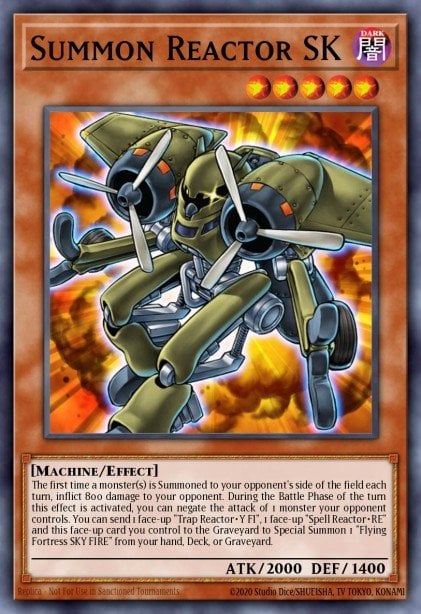 SUMMON REACTOR SK
DARK
闇
[MACHINE/EFFECT]
The first time a monster(s) is Summoned to your opponent's side of the field each
turn, inflict 800 damage to your opponent. During the Battle Phase of the turn
this effect is activated, you can negate the attack of 1 monster your opponent
controls. You can send 1 face-up "Trap Reactor・Y FI", 1 face-up "Spell Reactor・RE"
and this face-up card you control to the Graveyard to Special Summon 1 "Flying
Fortress SKY FIRE" from your hand, Deck, or Graveyard.
ATK/2000 DEF/1400
Replica - Not For Use in Sanctioned Tournaments
©2020 Studio Dice/SHUEISHA, TV TOKYO, KONAMI